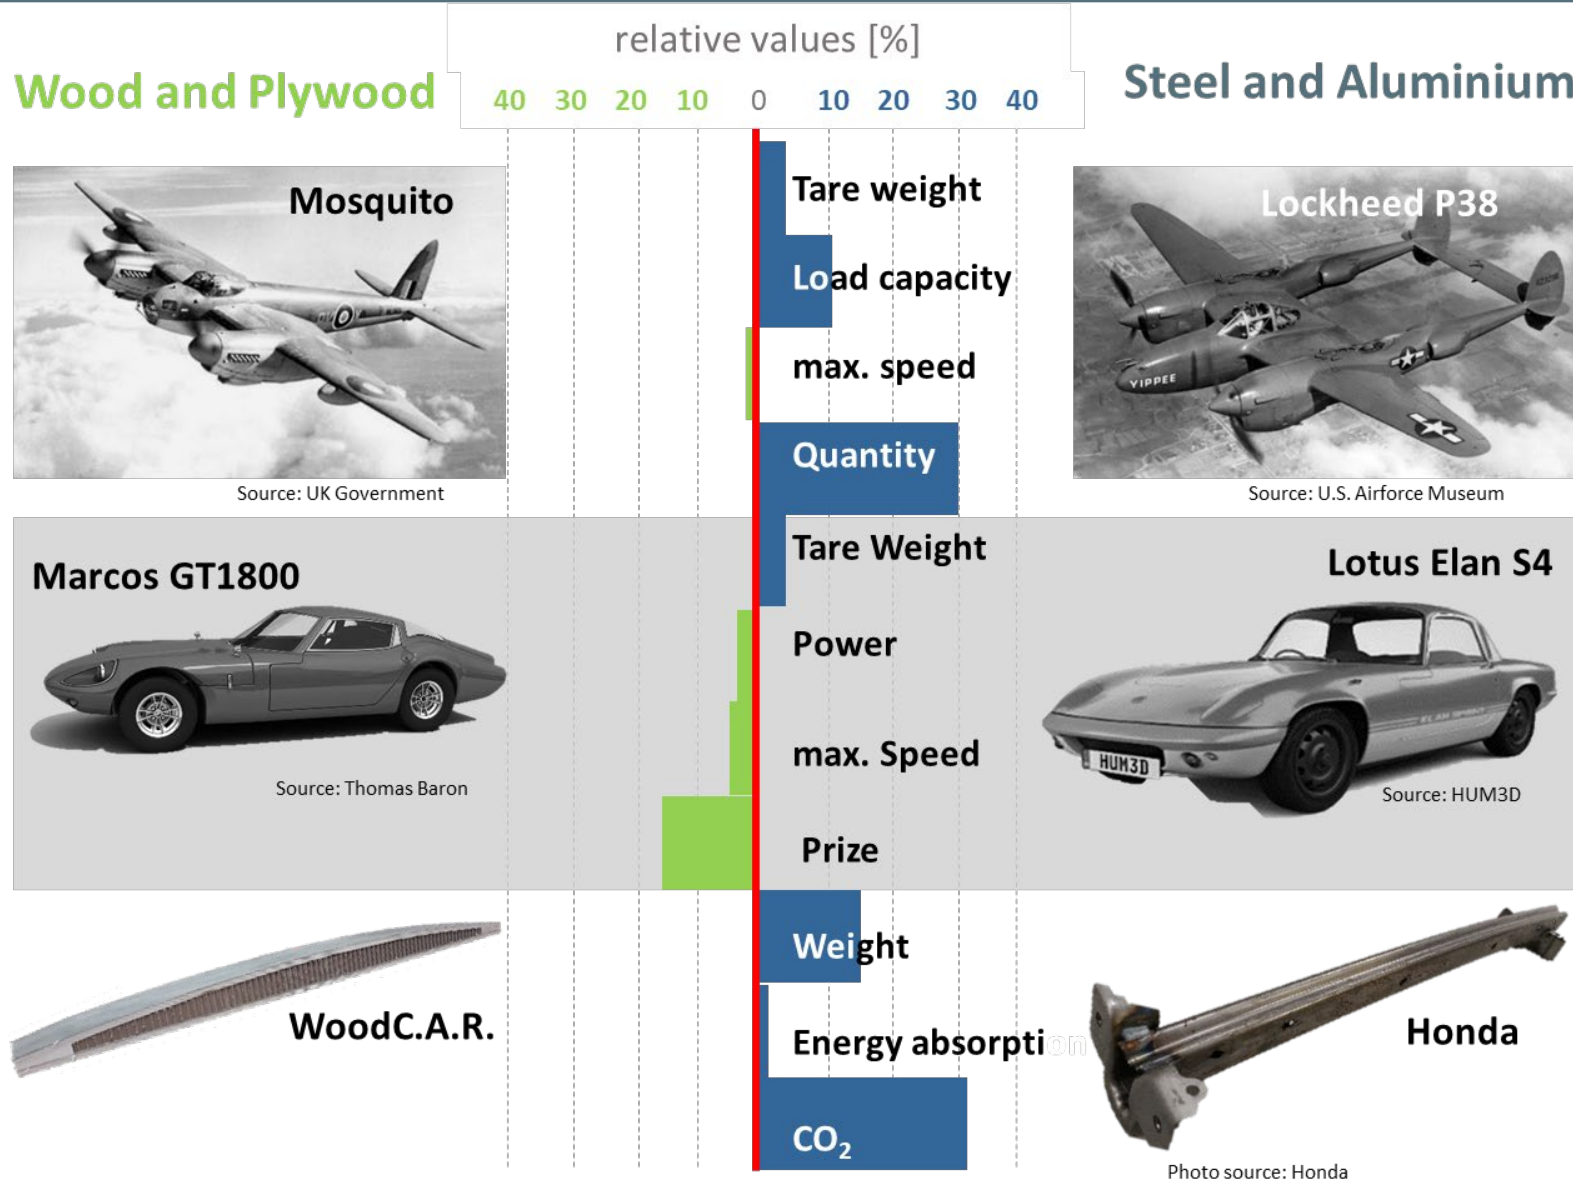 relative values [%]
Wood and Plywood
40 30 20 10 0 10 20 30 40
Steel and Aluminium
Mosquito
Tare weight
Lockheed P38
Load capacity
max. speed
YIPPEE
Quantity
Source: UK Government
Source: U.S. Airforce Museum
Tare Weight
Marcos GT1800
Lotus Elan S4
Power
max. Speed
ELAN SPRINT
HUM3D
Source: Thomas Baron
Source: HUM3D
Prize
Weight
WoodC.A.R.
Energy absorption
Honda
CO₂
Photo source: Honda